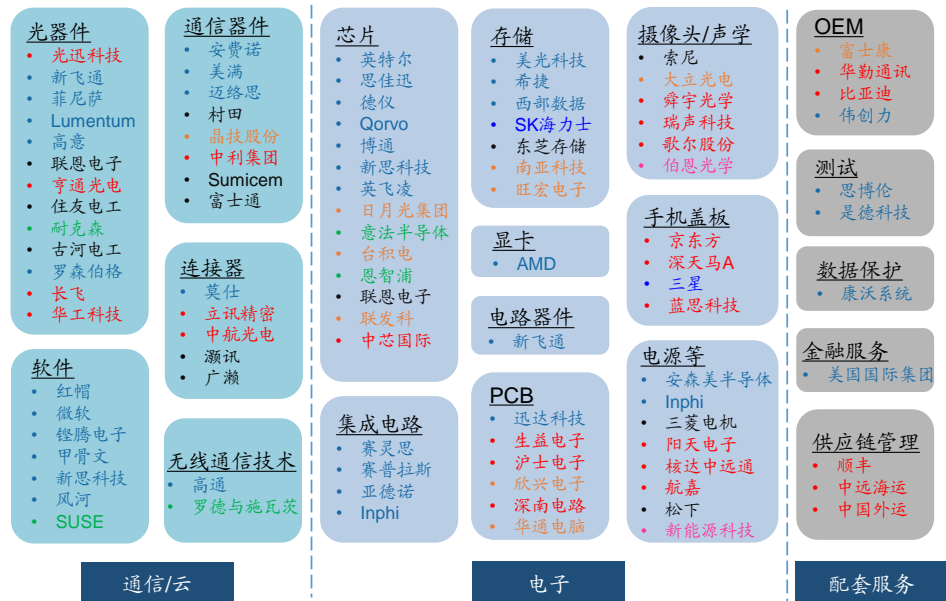 光器件
• 光迅科技
• 新飞通
• 菲尼萨
• Lumentum
• 高意
• 联恩电子
• 亨通光电
• 住友电工
• 耐克森
• 古河电工
• 罗森伯格
• 长飞
• 华工科技
软件
• 红帽
• 微软
• 铿腾电子
• 甲骨文
• 新思科技
• 风河
• SUSE
通信器件
• 安费诺
• 美满
• 迈络思
• 村田
• 晶技股份
• 中利集团
• Sumicem
• 富士通
连接器
• 莫仕
• 立讯精密
• 中航光电
• 灏讯
• 广濑
无线通信技术
• 高通
• 罗德与施瓦茨
通信/云
芯片
• 英特尔
• 思佳迅
• 德仪
• Qorvo
• 博通
• 新思科技
• 英飞凌
• 日月光集团
• 意法半导体
• 台积电
• 恩智浦
• 联恩电子
• 联发科
• 中芯国际
集成电路
• 赛灵思
• 赛普拉斯
• 亚德诺
• Inphi
存储
• 美光科技
• 希捷
• 西部数据
• SK海力士
• 东芝存储
• 南亚科技
• 旺宏电子
显卡
• AMD
电路器件
• 新飞通
PCB
• 迅达科技
• 生益电子
• 沪士电子
• 欣兴电子
• 深南电路
• 华通电脑
摄像头/声学
• 索尼
• 大立光电
• 舜宇光学
• 瑞声科技
• 歌尔股份
• 伯恩光学
手机盖板
• 京东方
• 深天马A
• 三星
• 蓝思科技
电源等
• 安森美半导体
• Inphi
• 三菱电机
• 阳天电子
• 核达中远通
• 航嘉
• 松下
• 新能源科技
电子
OEM
• 富士康
• 华勤通讯
• 比亚迪
• 伟创力
测试
• 思博伦
• 是德科技
数据保护
• 康沃系统
金融服务
• 美国国际集团
供应链管理
• 顺丰
• 中远海运
• 中国外运
配套服务